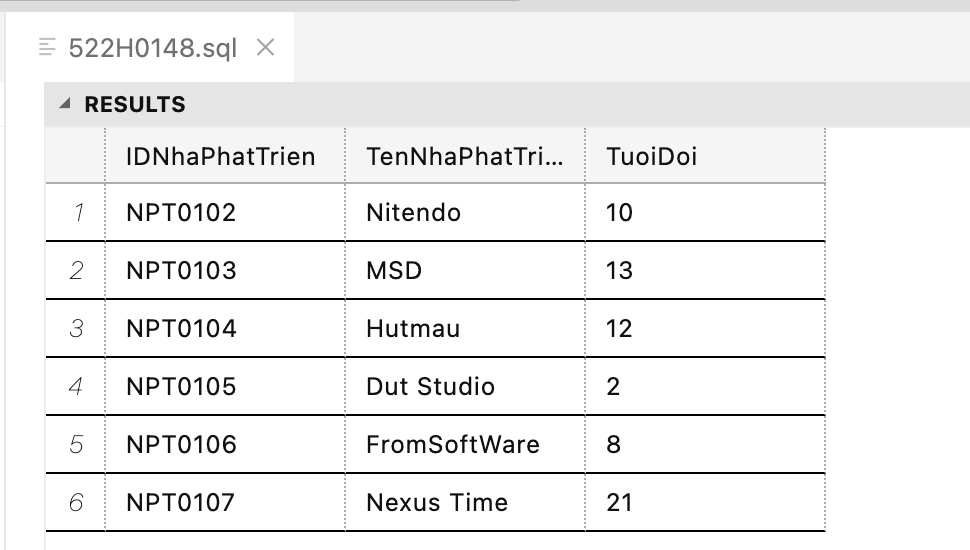 522H0148.sql
RESULTS
IDNhaPhatTrien TenNhaPhatTri... TuoiDoi
1 NPT0102 Nitendo 10
2 NPT0103 MSD 13
3 NPT0104 Hutmau 12
4 NPT0105 Dut Studio 2
5 NPT0106 FromSoftWare 8
6 NPT0107 Nexus Time 21